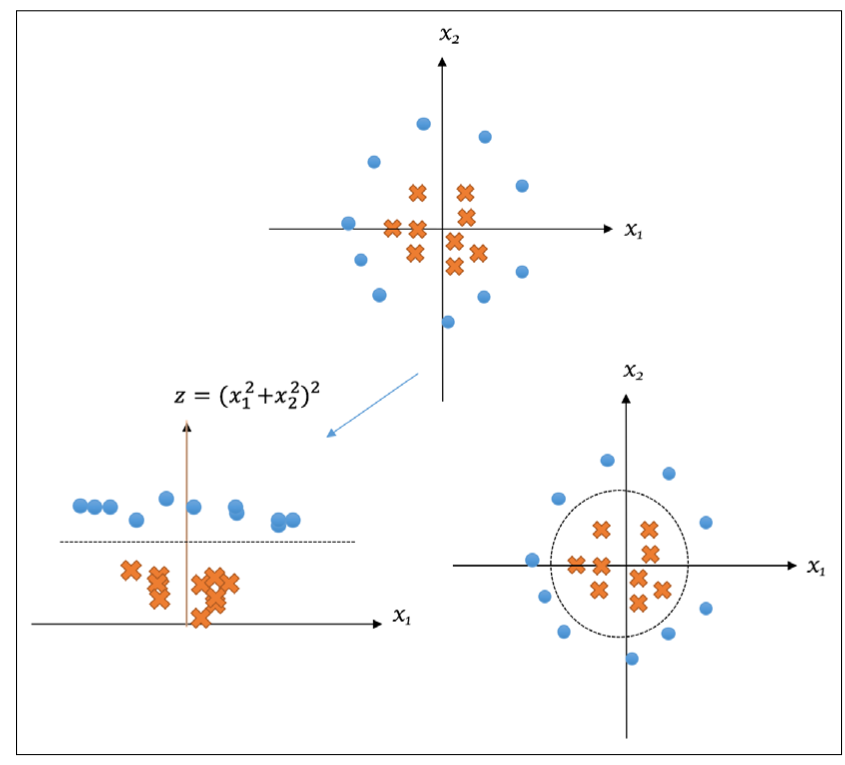 x₂
x₁
z = (x₁²+x₂²)²
x₂
x₁
x₁